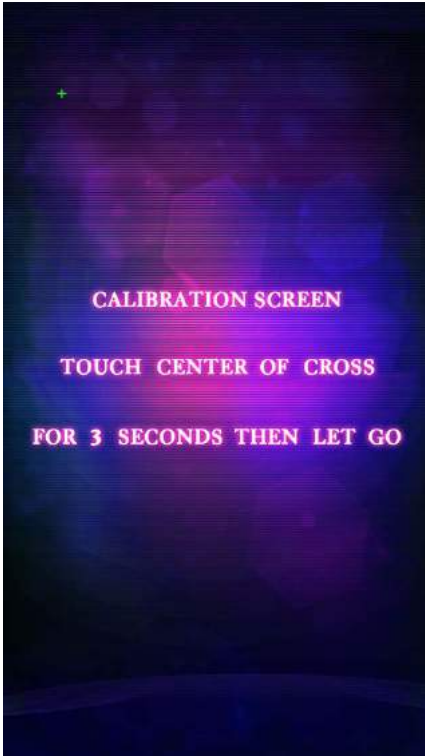 CALIBRATION SCREEN
TOUCH CENTER OF CROSS
FOR 3 SECONDS THEN LET GO